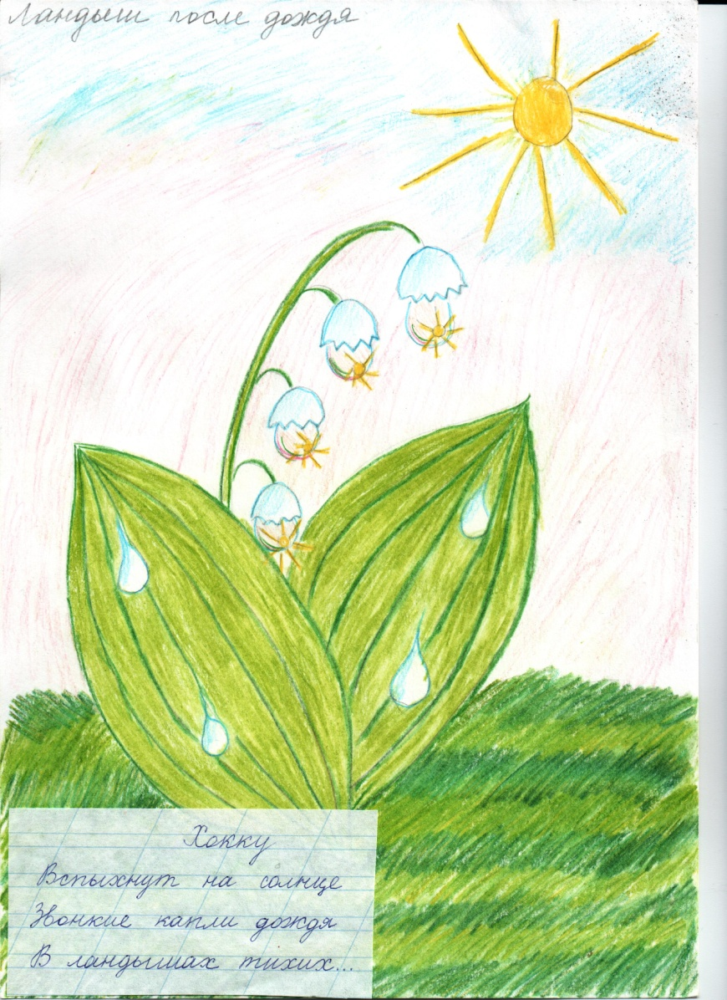 Ландыш после дождя
Хокку
Вспыхнут на солнце
Звонкие капли дождя
В ландышах тихих...